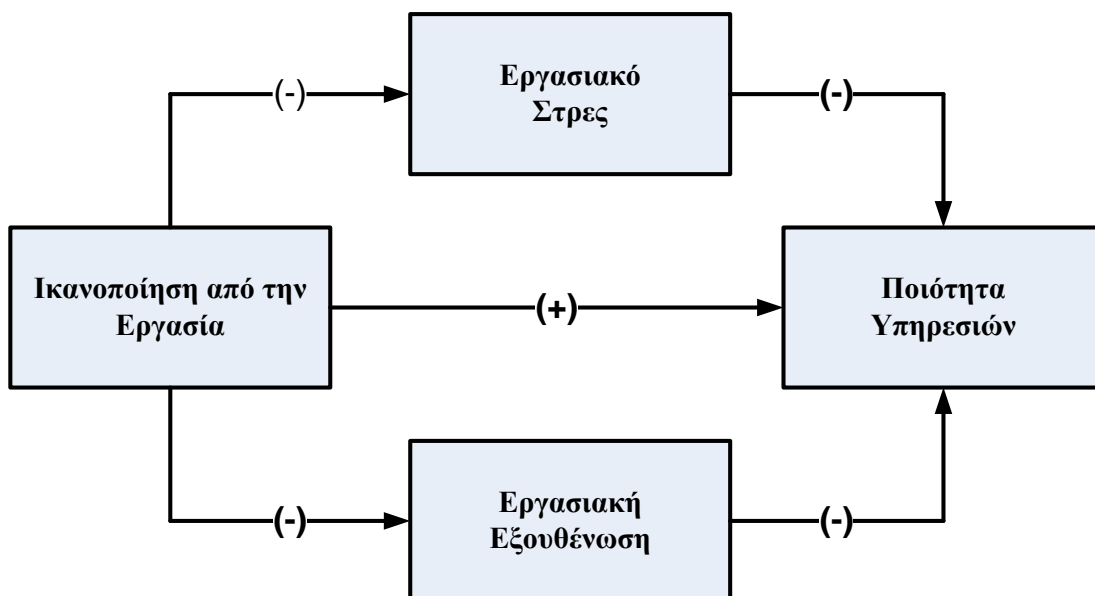 Εργασιακό
Στρες
(-)
(-)
Ικανοποίηση από την
Εργασία
(+)
Ποιότητα
Υπηρεσιών
Εργασιακή
Εξουθένωση
(-)
(-)